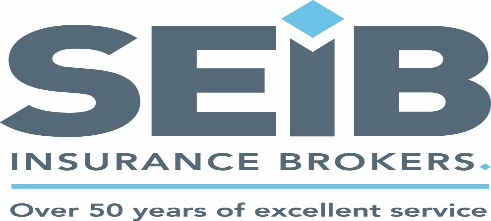 SEIB
INSURANCE BROKERS.
Over 50 years of excellent service